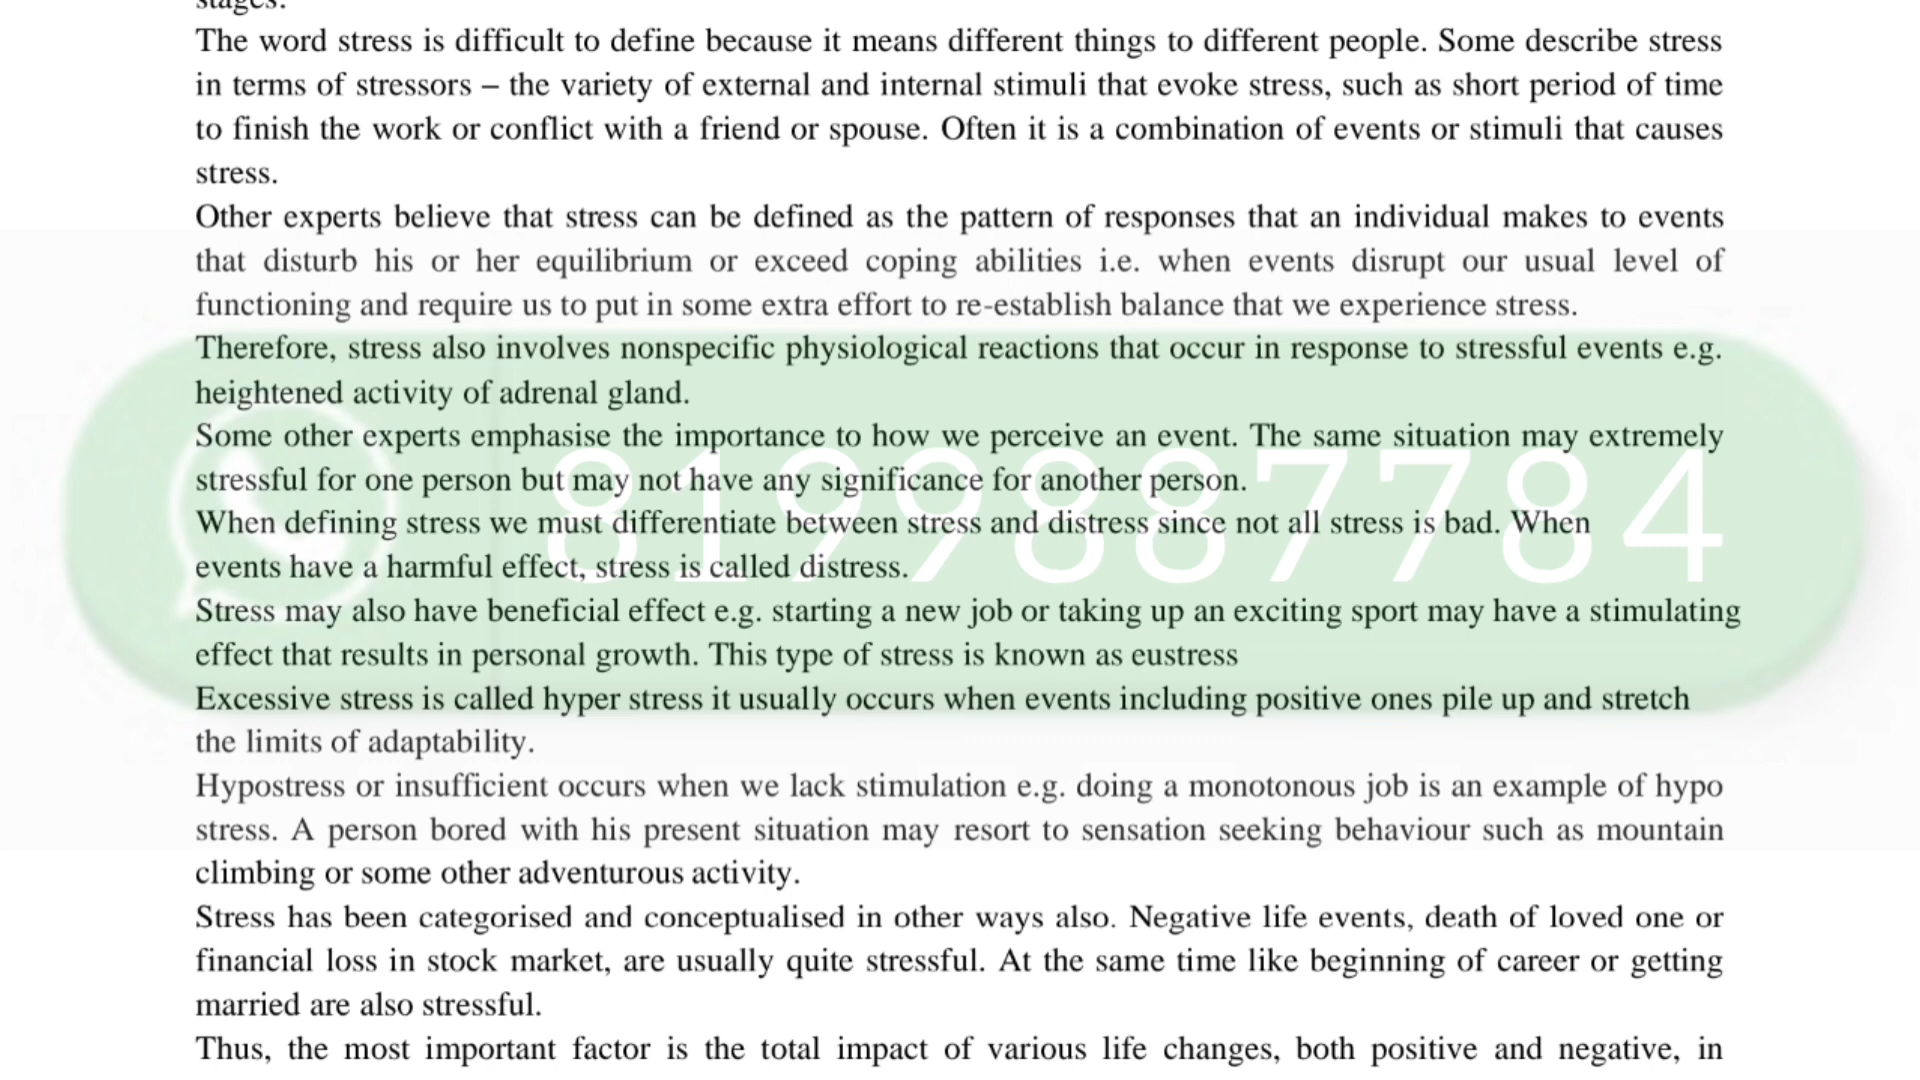 stages.
The word stress is difficult to define because it means different things to different people. Some describe stress
in terms of stressors – the variety of external and internal stimuli that evoke stress, such as short period of time
to finish the work or conflict with a friend or spouse. Often it is a combination of events or stimuli that causes
stress.
Other experts believe that stress can be defined as the pattern of responses that an individual makes to events
that disturb his or her equilibrium or exceed coping abilities i.e. when events disrupt our usual level of
functioning and require us to put in some extra effort to re-establish balance that we experience stress.
Therefore, stress also involves nonspecific physiological reactions that occur in response to stressful events e.g.
heightened activity of adrenal gland.
Some other experts emphasise the importance to how we perceive an event. The same situation may extremely
stressful for one person but may not have any significance for another person.
8199887784
When defining stress we must differentiate between stress and distress since not all stress is bad. When
events have a harmful effect, stress is called distress.
Stress may also have beneficial effect e.g. starting a new job or taking up an exciting sport may have a stimulating
effect that results in personal growth. This type of stress is known as eustress
Excessive stress is called hyper stress it usually occurs when events including positive ones pile up and stretch
the limits of adaptability.
Hypostress or insufficient occurs when we lack stimulation e.g. doing a monotonous job is an example of hypo
stress. A person bored with his present situation may resort to sensation seeking behaviour such as mountain
climbing or some other adventurous activity.
Stress has been categorised and conceptualised in other ways also. Negative life events, death of loved one or
financial loss in stock market, are usually quite stressful. At the same time like beginning of career or getting
married are also stressful.
Thus, the most important factor is the total impact of various life changes, both positive and negative, in